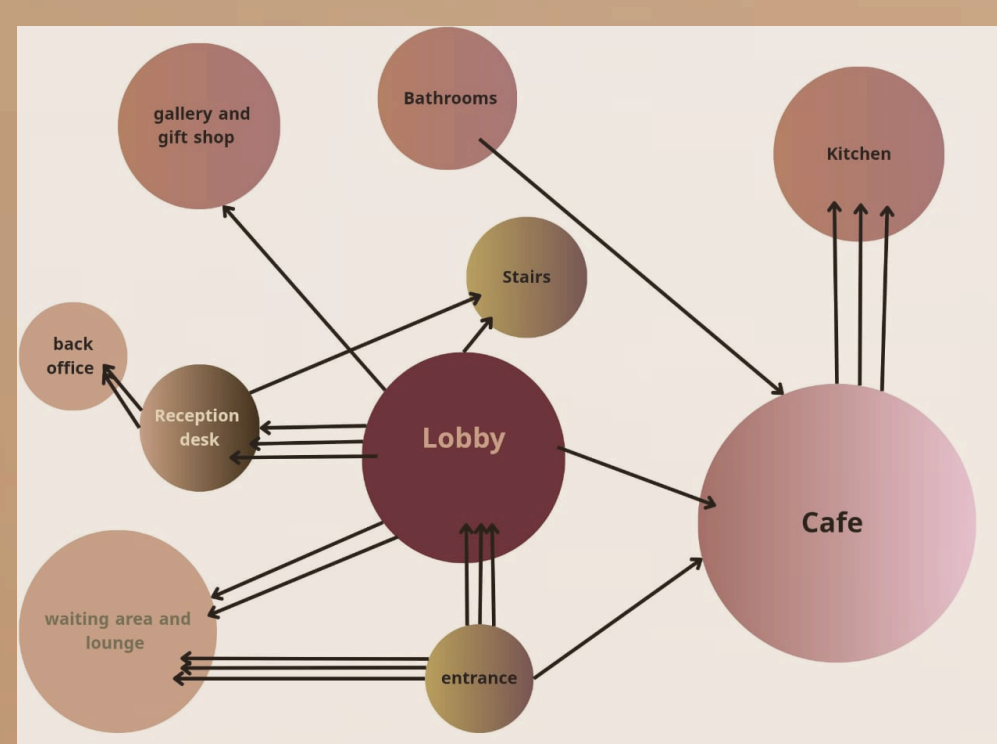 gallery and
gift shop
Bathrooms
Kitchen
Stairs
back
office
Reception
desk
Lobby
Cafe
waiting area and
lounge
entrance